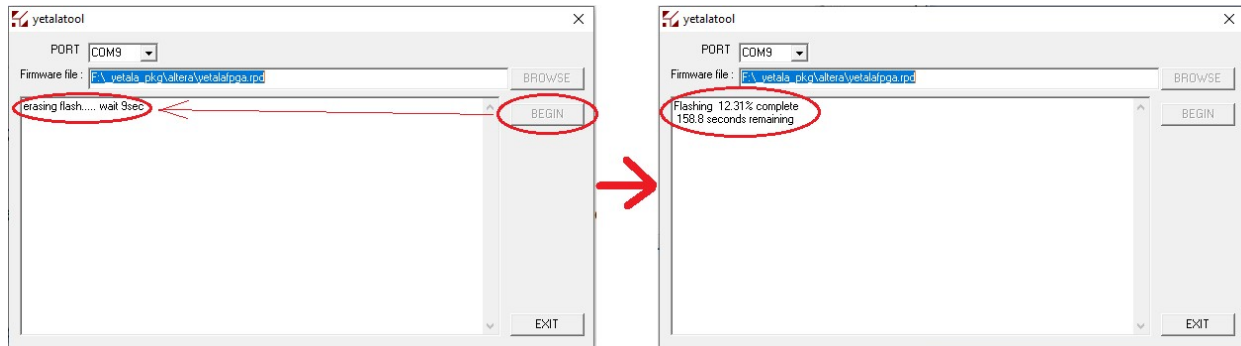 yetalatool
PORT COM9
Firmware file : F:\_yetala_pkg\altera\yetalafpga.rpd BROWSE
erasing flash..... wait 9sec BEGIN
EXIT
yetalatool
PORT COM9
Firmware file : F:\_yetala_pkg\altera\yetalafpga.rpd BROWSE
Flashing 12.31% complete BEGIN
158.8 seconds remaining
EXIT